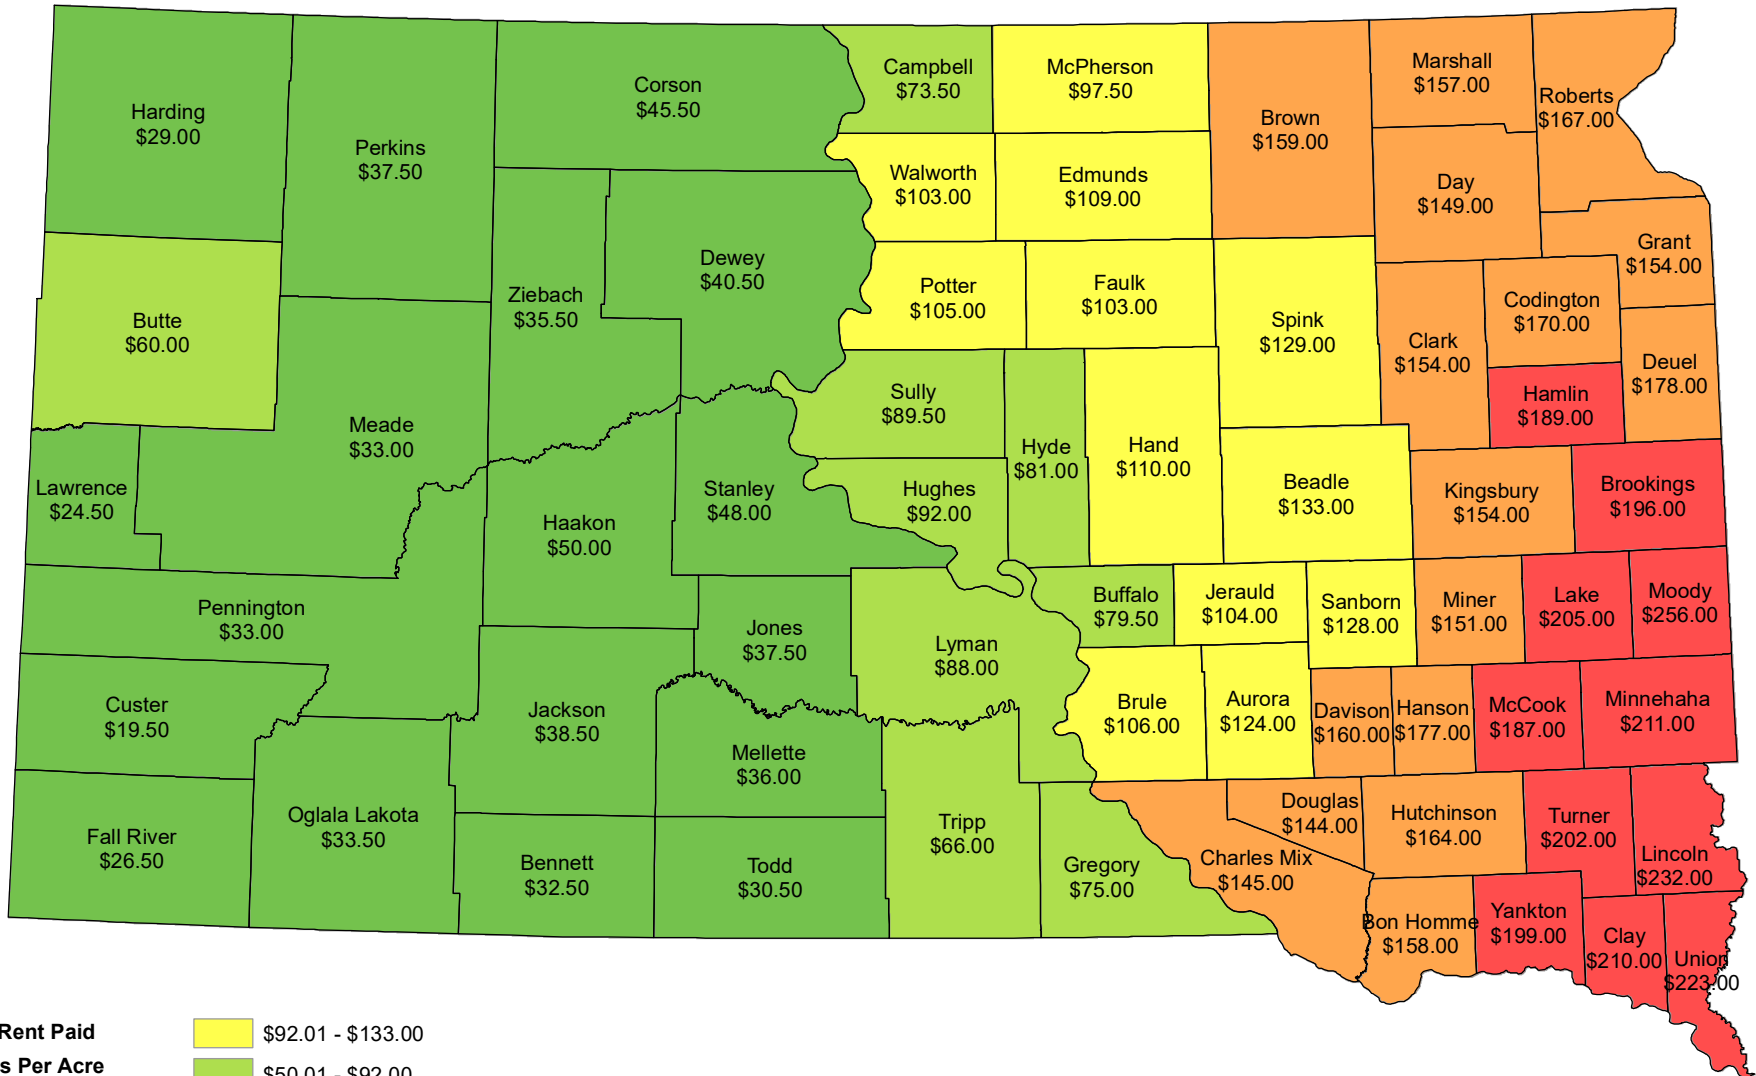 Harding
$29.00
Perkins
$37.50
Corson
$45.50
Campbell
$73.50
McPherson
$97.50
Brown
$159.00
Marshall
$157.00
Roberts
$167.00
Walworth
$103.00
Edmunds
$109.00
Day
$149.00
Grant
$154.00
Butte
$60.00
Ziebach
$35.50
Dewey
$40.50
Potter
$105.00
Faulk
$103.00
Spink
$129.00
Clark
$154.00
Codington
$170.00
Deuel
$178.00
Hamlin
$189.00
Meade
$33.00
Sully
$89.50
Hyde
$81.00
Hand
$110.00
Lawrence
$24.50
Haakon
$50.00
Stanley
$48.00
Hughes
$92.00
Beadle
$133.00
Kingsbury
$154.00
Brookings
$196.00
Pennington
$33.00
Jones
$37.50
Lyman
$88.00
Buffalo
$79.50
Jerauld
$104.00
Sanborn
$128.00
Miner
$151.00
Lake
$205.00
Moody
$256.00
Custer
$19.50
Jackson
$38.50
Mellette
$36.00
Brule
$106.00
Aurora
$124.00
Davison
$160.00
Hanson
$177.00
McCook
$187.00
Minnehaha
$211.00
Fall River
$26.50
Oglala Lakota
$33.50
Bennett
$32.50
Todd
$30.50
Tripp
$66.00
Gregory
$75.00
Charles Mix
$145.00
Douglas
$144.00
Hutchinson
$164.00
Turner
$202.00
Lincoln
$232.00
Bon Homme
$158.00
Yankton
$199.00
Clay
$210.00
Union
$223.00
Rent Paid
s Per Acre
$92.01 - $133.00
$50.01 - $92.00